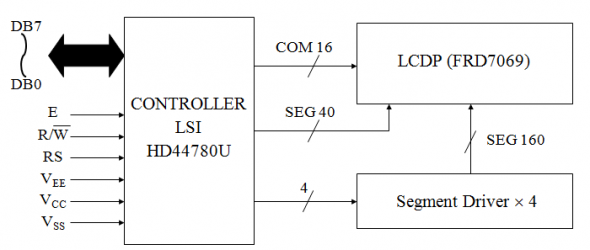 DB7
DB0
E
R/W̅
RS
VEE
VCC
VSS
CONTROLLER
LSI
HD44780U
COM 16
SEG 40
4
LCDP (FRD7069)
SEG 160
Segment Driver × 4